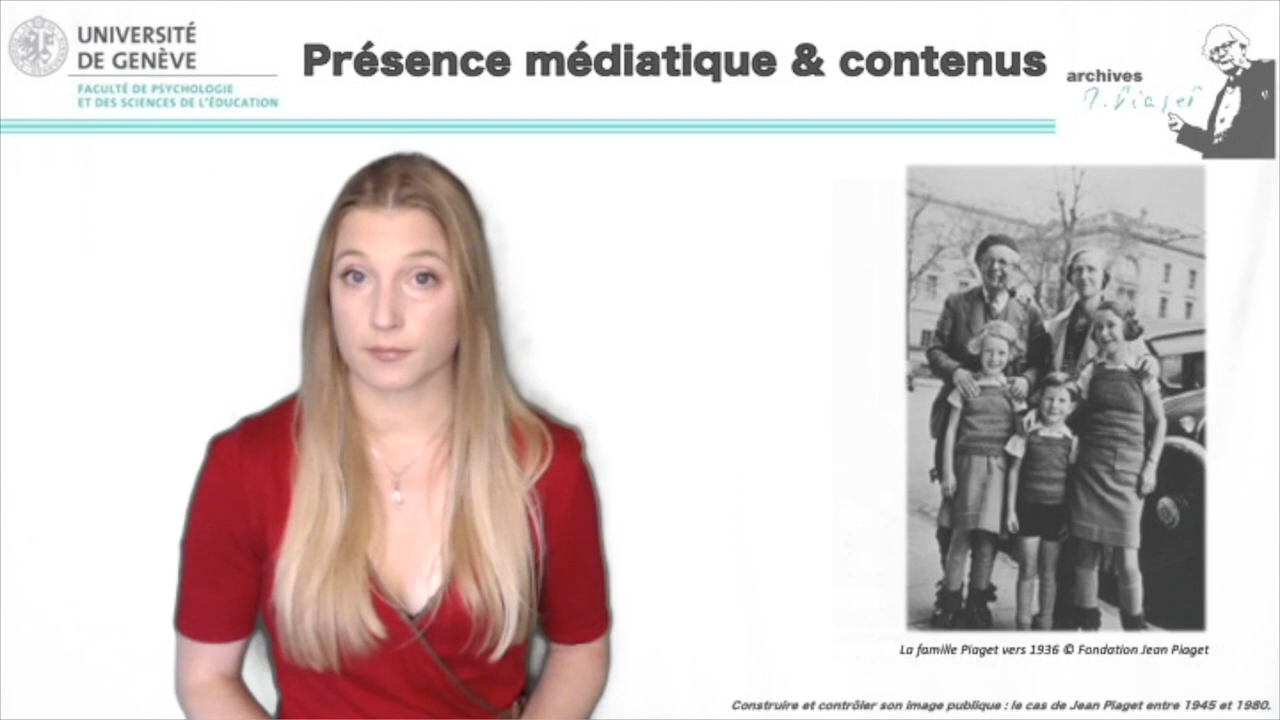 UNIVERSITÉ
DE GENÈVE
FACULTÉ DE PSYCHOLOGIE
ET DES SCIENCES DE L'ÉDUCATION
Présence médiatique & contenus
archives
J. Piaget
La famille Piaget vers 1936 © Fondation Jean Piaget
Construire et contrôler son image publique : le cas de Jean Piaget entre 1945 et 1980.